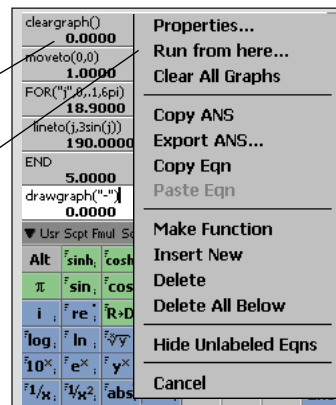 cleargraph()
0.0000
moveto(0,0)
1.0000
FOR("j",0,.1,6pi)
18.9000
lineto(j,3sin(j))
190.0000
END
5.0000
drawgraph("-")
0.0000
Properties...
Run from here...
Clear All Graphs
Copy ANS
Export ANS...
Copy Eqn
Paste Eqn
Make Function
Insert New
Delete
Delete All Below
Hide Unlabeled Eqns
Cancel
▼ Usr Scpt Fmul
Alt sinh cosh
π sin cos
i re R→D
log ln
10ˣ eˣ yˣ
1/x 1/x² abs